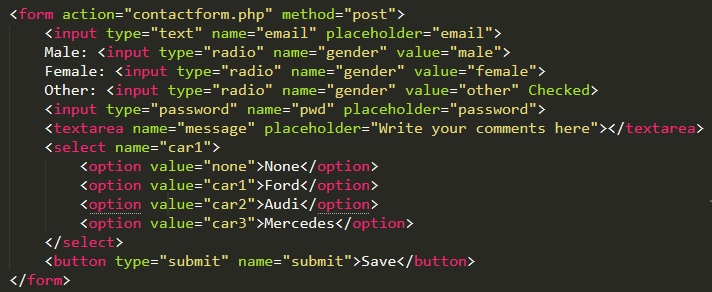 <form action="contactform.php" method="post">
<input type="text" name="email" placeholder="email">
Male: <input type="radio" name="gender" value="male">
Female: <input type="radio" name="gender" value="female">
Other: <input type="radio" name="gender" value="other" Checked>
<input type="password" name="pwd" placeholder="password">
<textarea name="message" placeholder="Write your comments here"></textarea>
<select name="car1">
<option value="none">None</option>
<option value="car1">Ford</option>
<option value="car2">Audi</option>
<option value="car3">Mercedes</option>
</select>
<button type="submit" name="submit">Save</button>
</form>